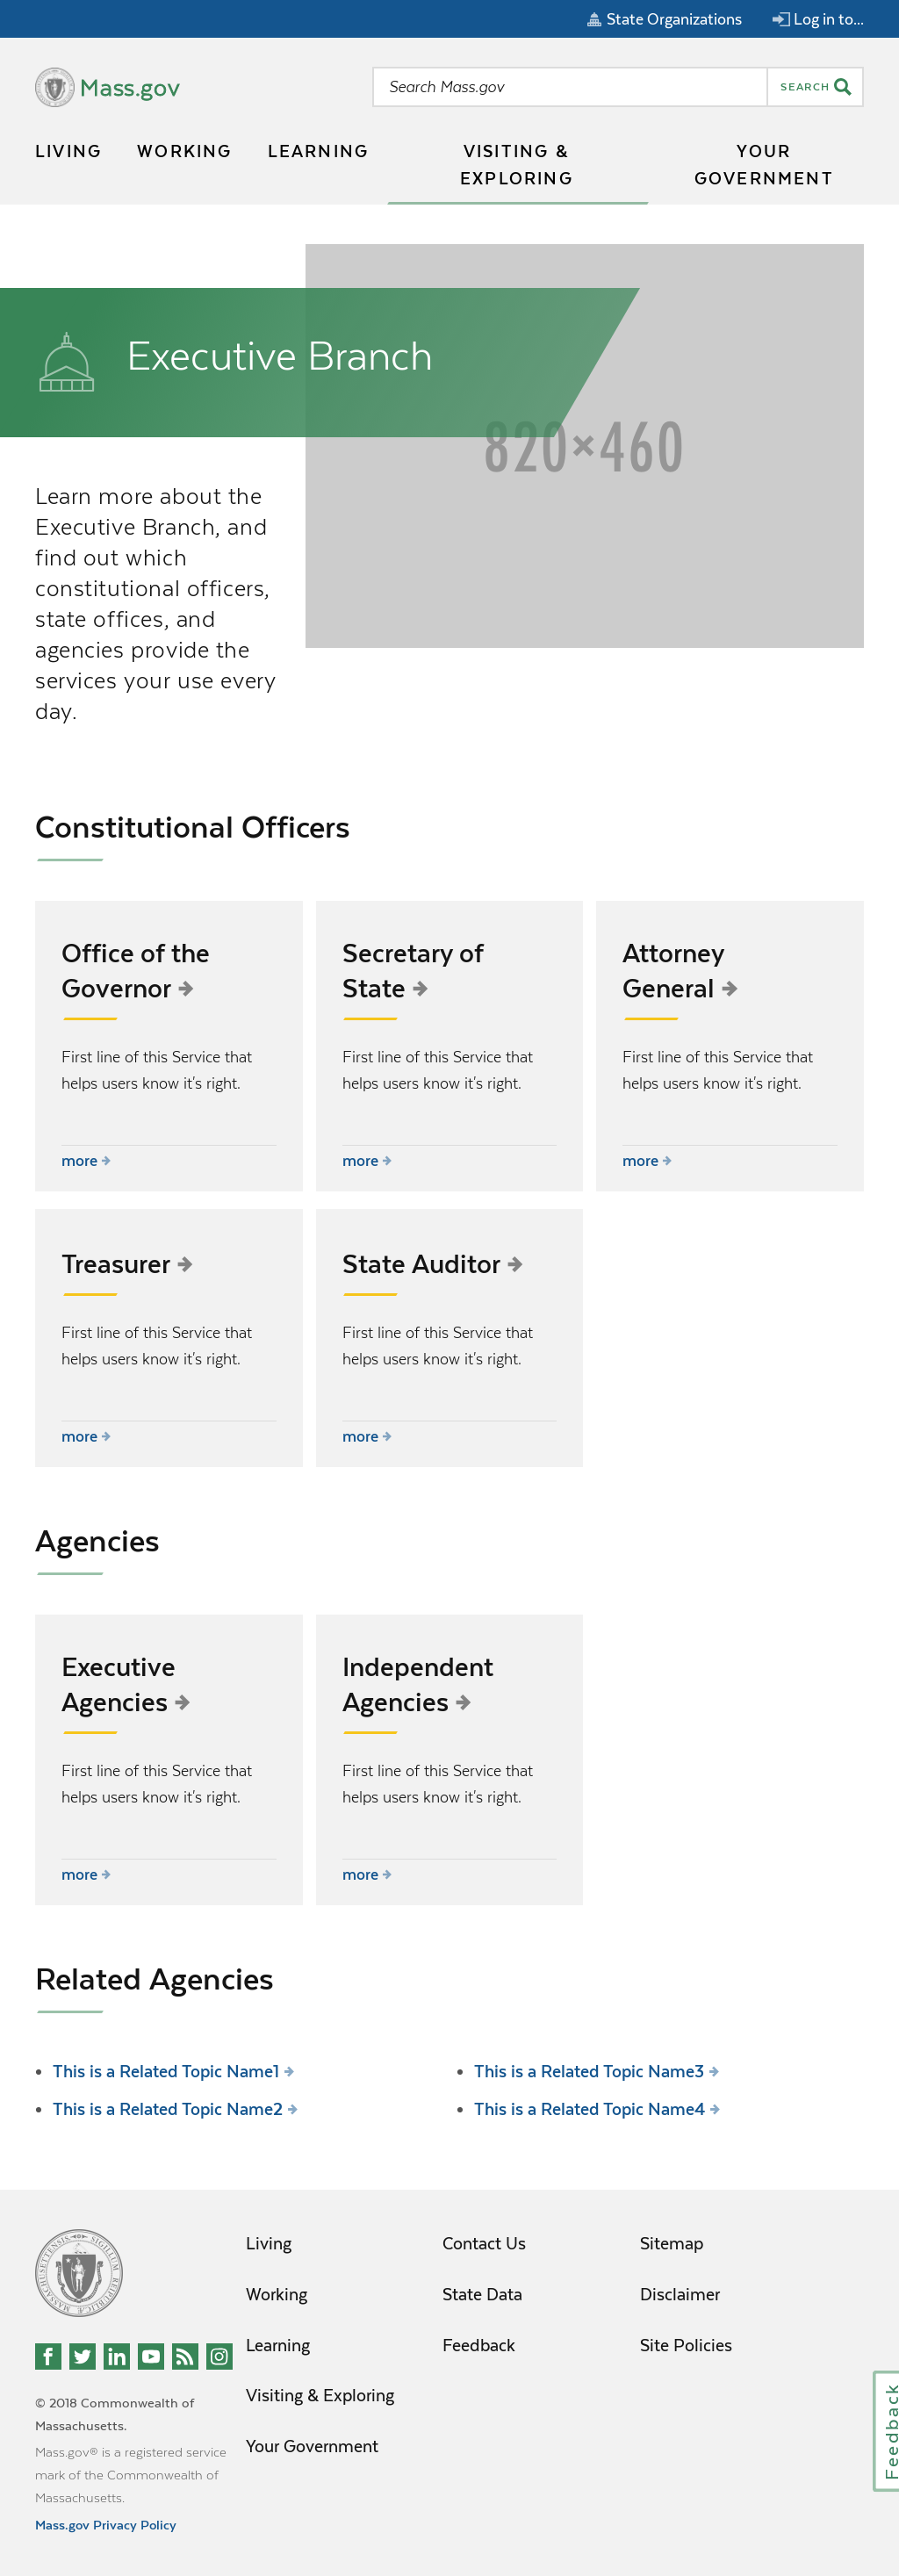 State Organizations
Log in to...
Mass.gov
Search Mass.gov
SEARCH
LIVING
WORKING
LEARNING
VISITING &
EXPLORING
YOUR
GOVERNMENT
Executive Branch
820×460
Learn more about the
Executive Branch, and
find out which
constitutional officers,
state offices, and
agencies provide the
services your use every
day.
Constitutional Officers
Office of the
Governor
First line of this Service that
helps users know it's right.
more
Secretary of
State
First line of this Service that
helps users know it's right.
more
Attorney
General
First line of this Service that
helps users know it's right.
more
Treasurer
First line of this Service that
helps users know it's right.
more
State Auditor
First line of this Service that
helps users know it's right.
more
Agencies
Executive
Agencies
First line of this Service that
helps users know it's right.
more
Independent
Agencies
First line of this Service that
helps users know it's right.
more
Related Agencies
This is a Related Topic Name1
This is a Related Topic Name2
This is a Related Topic Name3
This is a Related Topic Name4
Living
Working
Learning
Visiting & Exploring
Your Government
Contact Us
State Data
Feedback
Sitemap
Disclaimer
Site Policies
© 2018 Commonwealth of
Massachusetts.
Mass.gov® is a registered service
mark of the Commonwealth of
Massachusetts.
Mass.gov Privacy Policy
Feedback